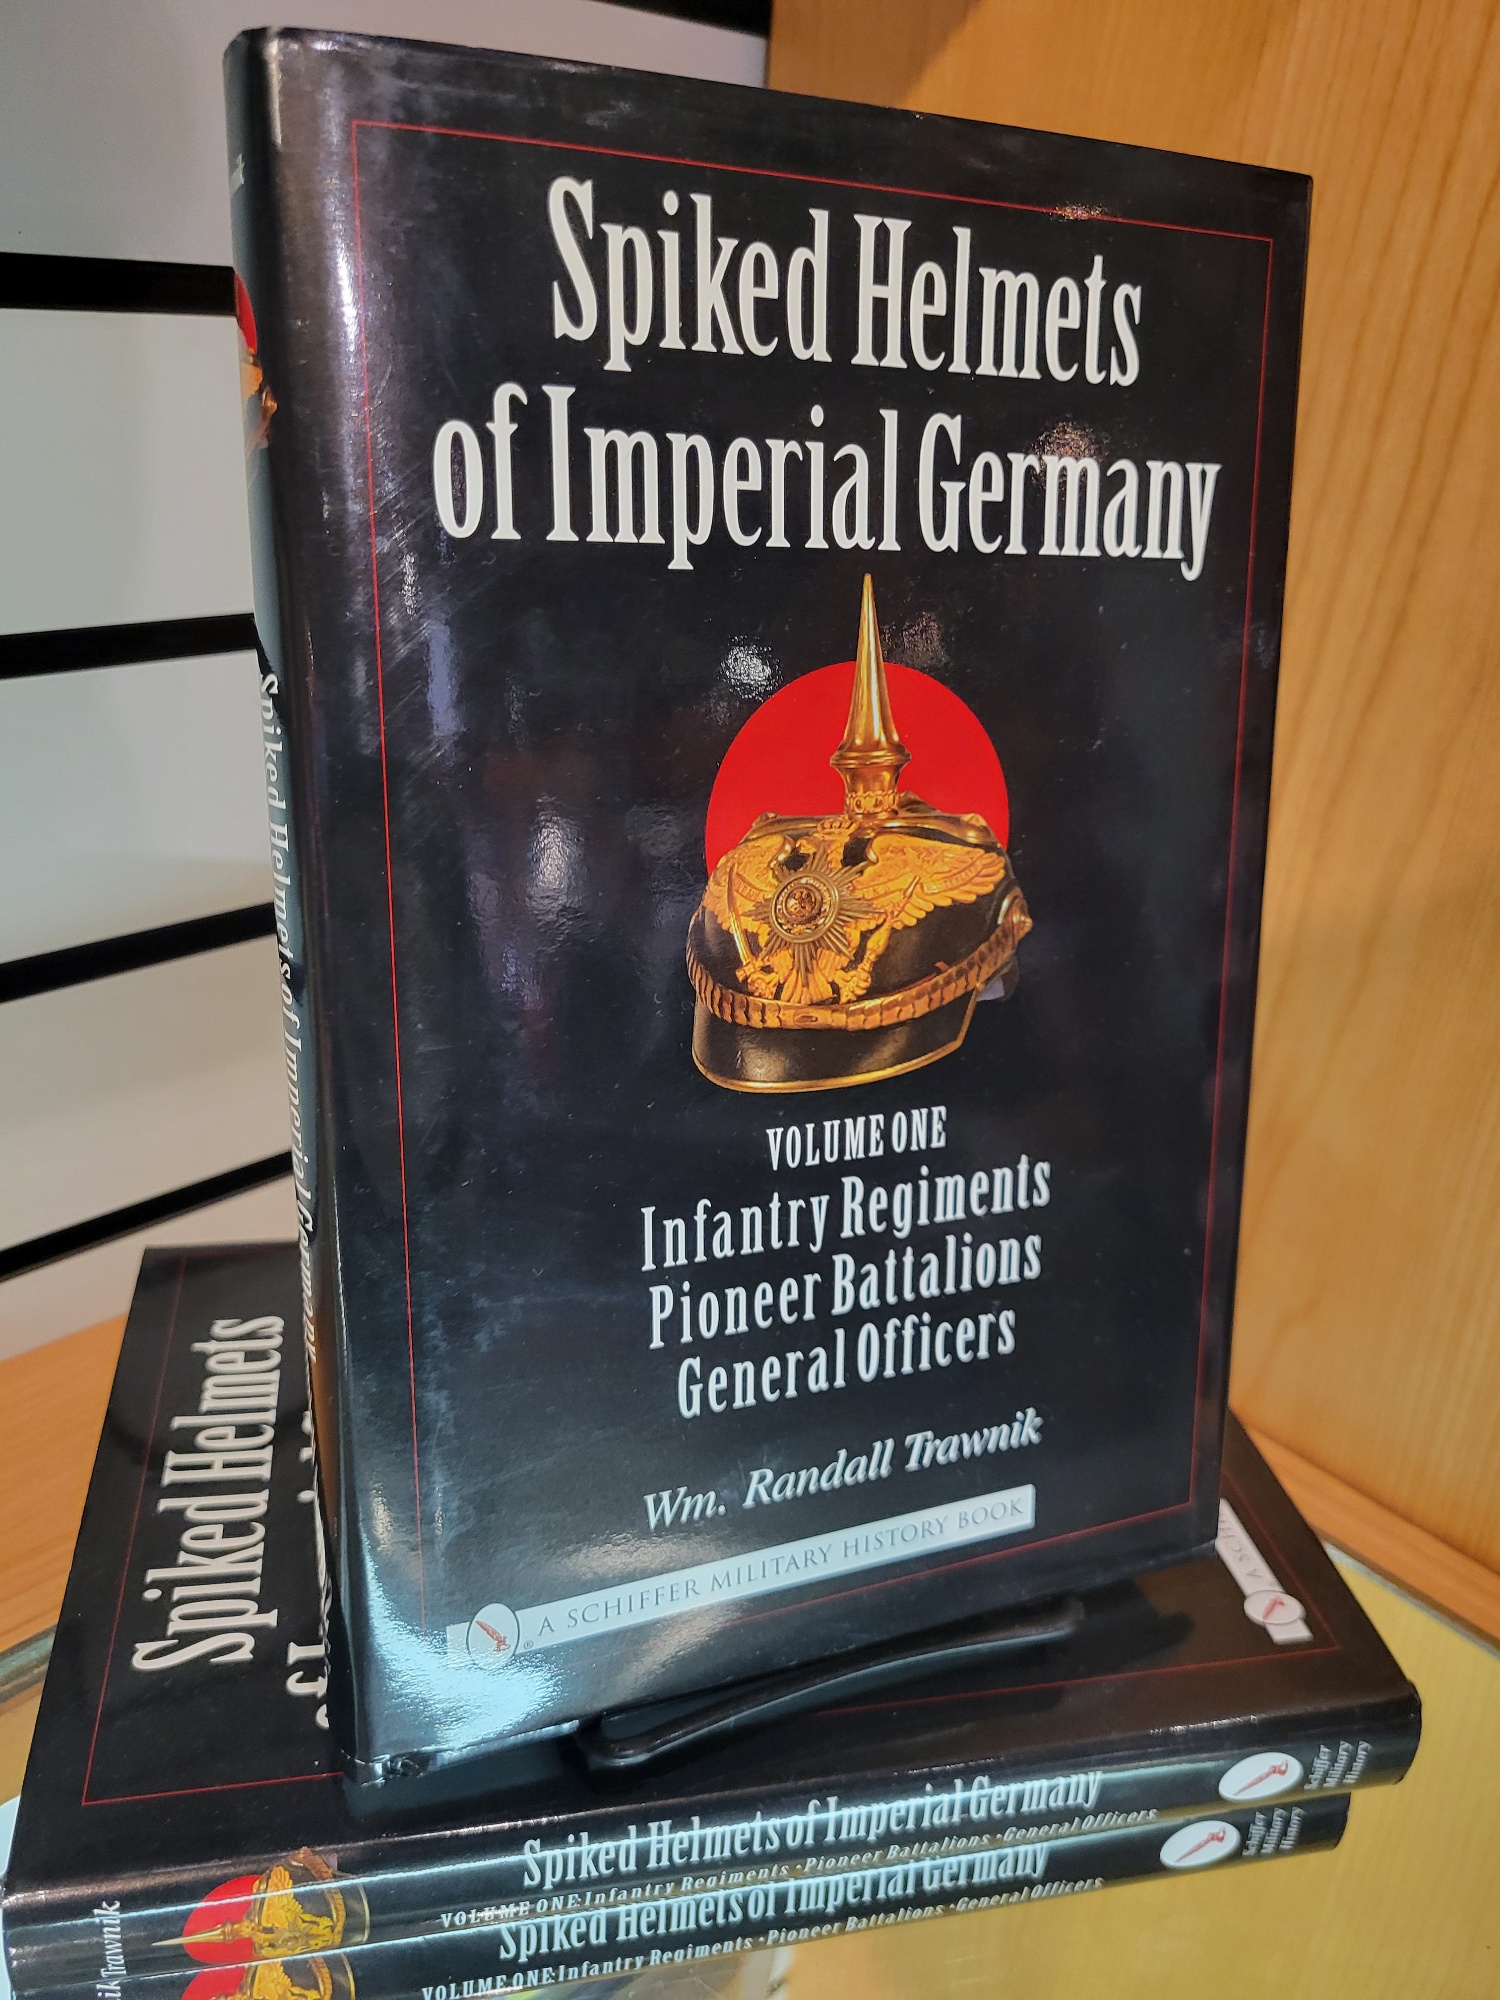 Spiked Helmets
of Imperial Germany
VOLUME ONE
Infantry Regiments
Pioneer Battalions
General Officers
Wm. Randall Trawnik
® A SCHIFFER MILITARY HISTORY BOOK
Spiked Helmets of Imperial Germany
Spiked Helmets
of I
A SCHI
Trawnik
Spiked Helmets of Imperial Germany
VOLUME ONE: Infantry Regiments • Pioneer Battalions • General Officers
Schiffer
Military
History
Spiked Helmets of Imperial Germany
VOLUME ONE: Infantry Regiments • Pioneer Battalions • General Officers
Schiffer
Military
History